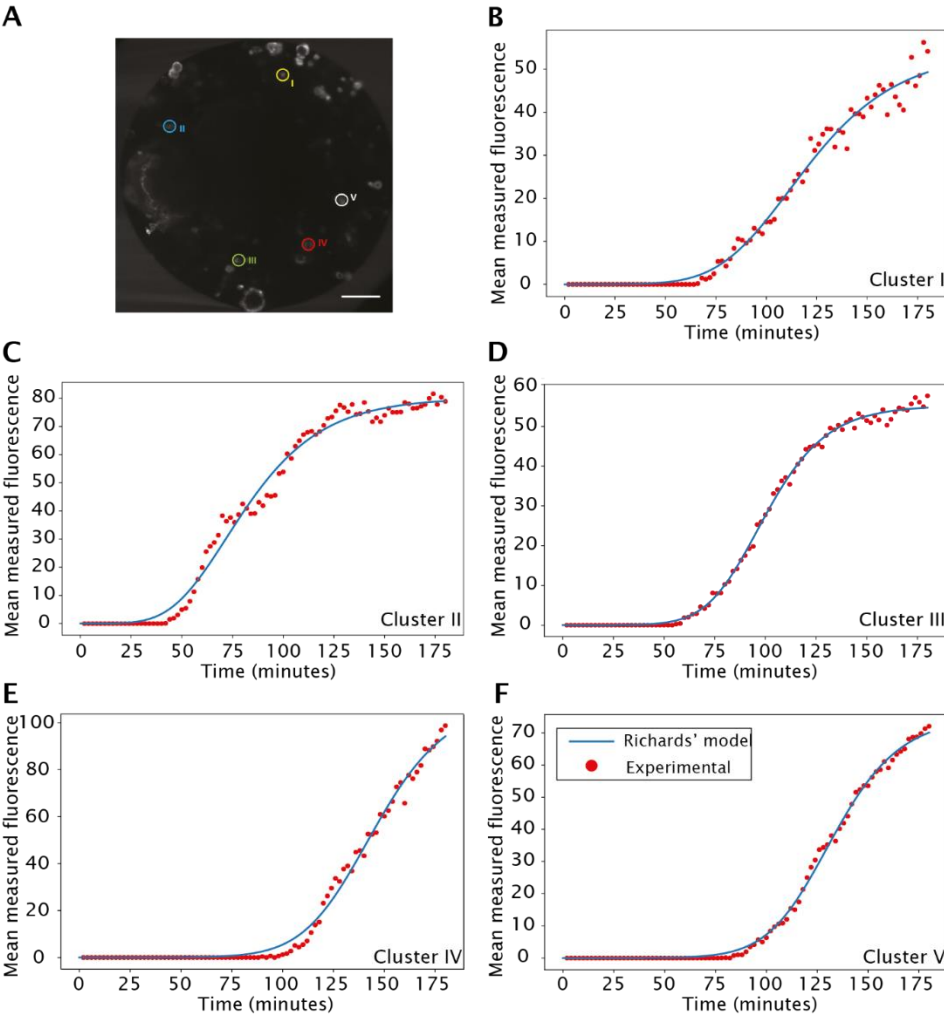 A
I
II
V
IV
III
B
Mean measured fluorescence
50
40
30
20
10
0
Cluster I
0 25 50 75 100 125 150 175
Time (minutes)
C
Mean measured fluorescence
80
70
60
50
40
30
20
10
0
Cluster II
0 25 50 75 100 125 150 175
Time (minutes)
D
Mean measured fluorescence
60
50
40
30
20
10
0
Cluster III
0 25 50 75 100 125 150 175
Time (minutes)
E
Mean measured fluorescence
100
80
60
40
20
0
Cluster IV
0 25 50 75 100 125 150 175
Time (minutes)
F
Mean measured fluorescence
70
60
50
40
30
20
10
0
Richards’ model
Experimental
Cluster V
0 25 50 75 100 125 150 175
Time (minutes)